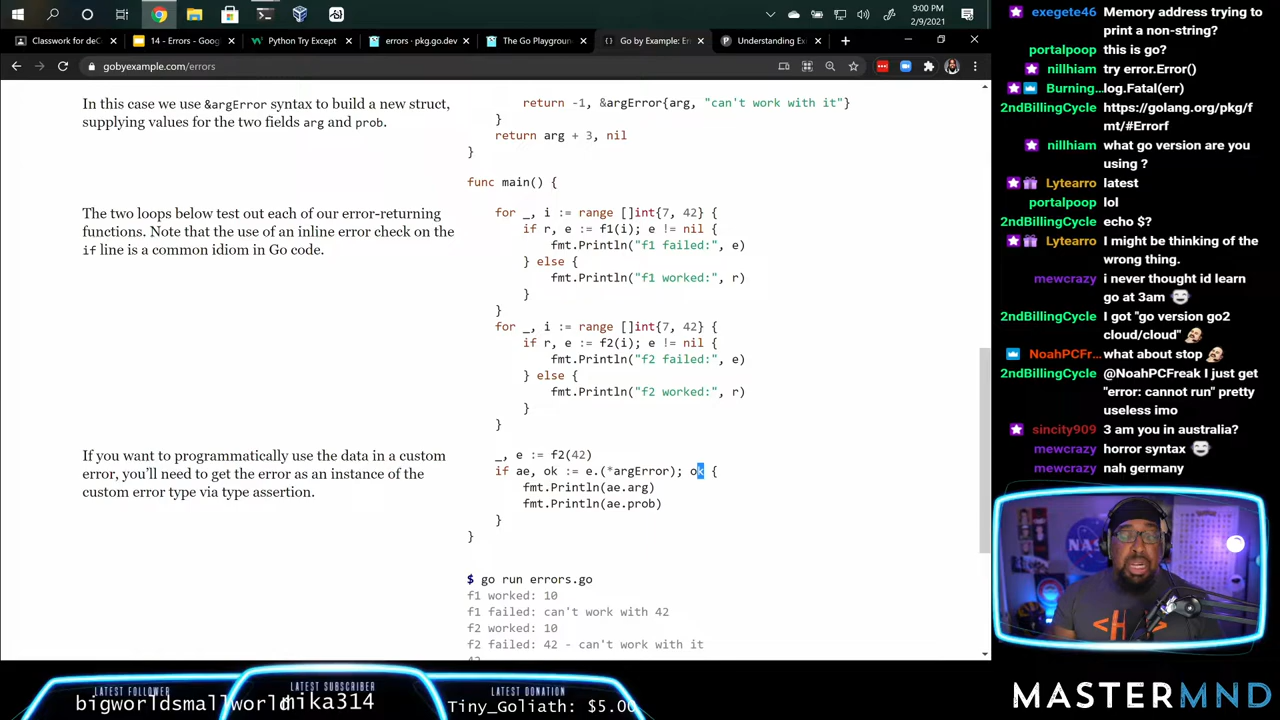 9:00 PM
2/9/2021
Classwork for deC
14 - Errors - Goog
Python Try Except
errors · pkg.go.dev
The Go Playgroun
Go by Example: Err
Understanding Ex
gobyexample.com/errors
In this case we use &argError syntax to build a new struct,
supplying values for the two fields arg and prob.
The two loops below test out each of our error-returning
functions. Note that the use of an inline error check on the
if line is a common idiom in Go code.
If you want to programmatically use the data in a custom
error, you'll need to get the error as an instance of the
custom error type via type assertion.
return -1, &argError{arg, "can't work with it"}
}
return arg + 3, nil
}
func main() {
for _, i := range []int{7, 42} {
if r, e := f1(i); e != nil {
fmt.Println("f1 failed:", e)
} else {
fmt.Println("f1 worked:", r)
}
}
for _, i := range []int{7, 42} {
if r, e := f2(i); e != nil {
fmt.Println("f2 failed:", e)
} else {
fmt.Println("f2 worked:", r)
}
}
_, e := f2(42)
if ae, ok := e.(*argError); ok {
fmt.Println(ae.arg)
fmt.Println(ae.prob)
}
}
$ go run errors.go
f1 worked: 10
f1 failed: can't work with 42
f2 worked: 10
f2 failed: 42 - can't work with it
exegete46 Memory address trying to
print a non-string?
portalpoop this is go?
nillhiam try error.Error()
Burning... log.Fatal(err)
2ndBillingCycle https://golang.org/pkg/f
mt/#Errorf
nillhiam what go version are you
using ?
Lytearro latest
portalpoop lol
2ndBillingCycle echo $?
Lytearro I might be thinking of the
wrong thing.
mewcrazy i never thought id learn
go at 3am
2ndBillingCycle I got "go version go2
cloud/cloud"
NoahPCFr... what about stop
2ndBillingCycle @NoahPCFreak I just get
"error: cannot run" pretty
useless imo
sincity909 3 am you in australia?
mewcrazy horror syntax
mewcrazy nah germany
NASA
<H
LATEST FOLLOWER
bigworldsmallworld
LATEST SUBSCRIBER
mika314
LATEST DONATION
Tiny_Goliath: $5.00
MASTERMND